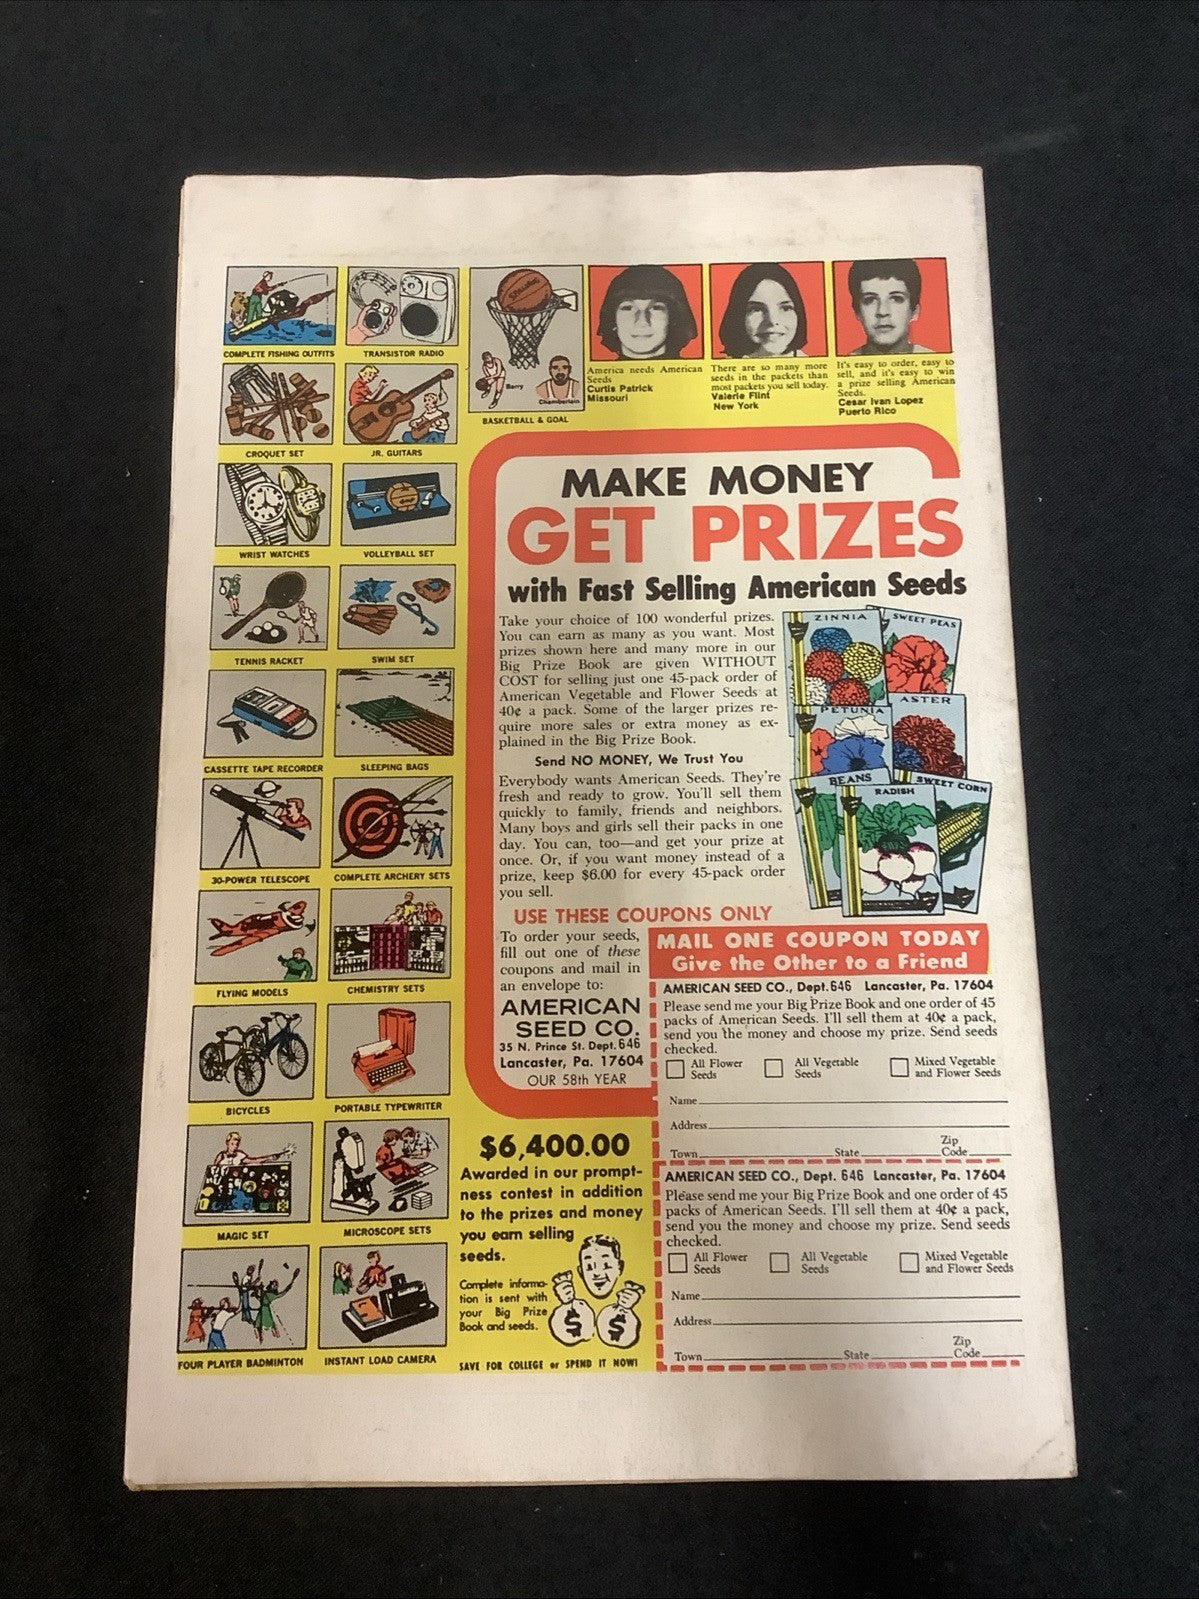 COMPLETE FISHING OUTFITS
TRANSISTOR RADIO
CROQUET SET
JR. GUITARS
WRIST WATCHES
VOLLEYBALL SET
TENNIS RACKET
SWIM SET
CASSETTE TAPE RECORDER
SLEEPING BAGS
30-POWER TELESCOPE
COMPLETE ARCHERY SETS
FLYING MODELS
CHEMISTRY SETS
BICYCLES
PORTABLE TYPEWRITER
MAGIC SET
MICROSCOPE SETS
FOUR PLAYER BADMINTON
INSTANT LOAD CAMERA
SPALDING
Barry
Chamberlain
BASKETBALL & GOAL
America needs American
Seeds
Curtis Patrick
Missouri
There are so many more
seeds in the packets than
most packets you sell today.
Valerie Flint
New York
It's easy to order, easy to
sell, and it's easy to win
a prize selling American
Seeds.
Cesar Ivan Lopez
Puerto Rico
MAKE MONEY
GET PRIZES
with Fast Selling American Seeds
Take your choice of 100 wonderful prizes.
You can earn as many as you want. Most
prizes shown here and many more in our
Big Prize Book are given WITHOUT
COST for selling just one 45-pack order of
American Vegetable and Flower Seeds at
40¢ a pack. Some of the larger prizes re-
quire more sales or extra money as ex-
plained in the Big Prize Book.
Send NO MONEY, We Trust You
Everybody wants American Seeds. They're
fresh and ready to grow. You'll sell them
quickly to family, friends and neighbors.
Many boys and girls sell their packs in one
day. You can, too—and get your prize at
once. Or, if you want money instead of a
prize, keep $6.00 for every 45-pack order
you sell.
ZINNIA
SWEET PEAS
PETUNIA
ASTER
BEANS
RADISH
SWEET CORN
USE THESE COUPONS ONLY
To order your seeds,
fill out one of these
coupons and mail in
an envelope to:
AMERICAN
SEED CO.
35 N. Prince St. Dept. 646
Lancaster, Pa. 17604
OUR 58th YEAR
MAIL ONE COUPON TODAY
Give the Other to a Friend
AMERICAN SEED CO., Dept. 646 Lancaster, Pa. 17604
Please send me your Big Prize Book and one order of 45
packs of American Seeds. I'll sell them at 40¢ a pack,
send you the money and choose my prize. Send seeds
checked.
All Flower
Seeds
All Vegetable
Seeds
Mixed Vegetable
and Flower Seeds
Name
Address
Town State Zip Code
AMERICAN SEED CO., Dept. 646 Lancaster, Pa. 17604
Please send me your Big Prize Book and one order of 45
packs of American Seeds. I'll sell them at 40¢ a pack,
send you the money and choose my prize. Send seeds
checked.
All Flower
Seeds
All Vegetable
Seeds
Mixed Vegetable
and Flower Seeds
Name
Address
Town State Zip Code
$6,400.00
Awarded in our prompt-
ness contest in addition
to the prizes and money
you earn selling
seeds.
Complete informa-
tion is sent with
your Big Prize
Book and seeds.
$ $
SAVE FOR COLLEGE or SPEND IT NOW!